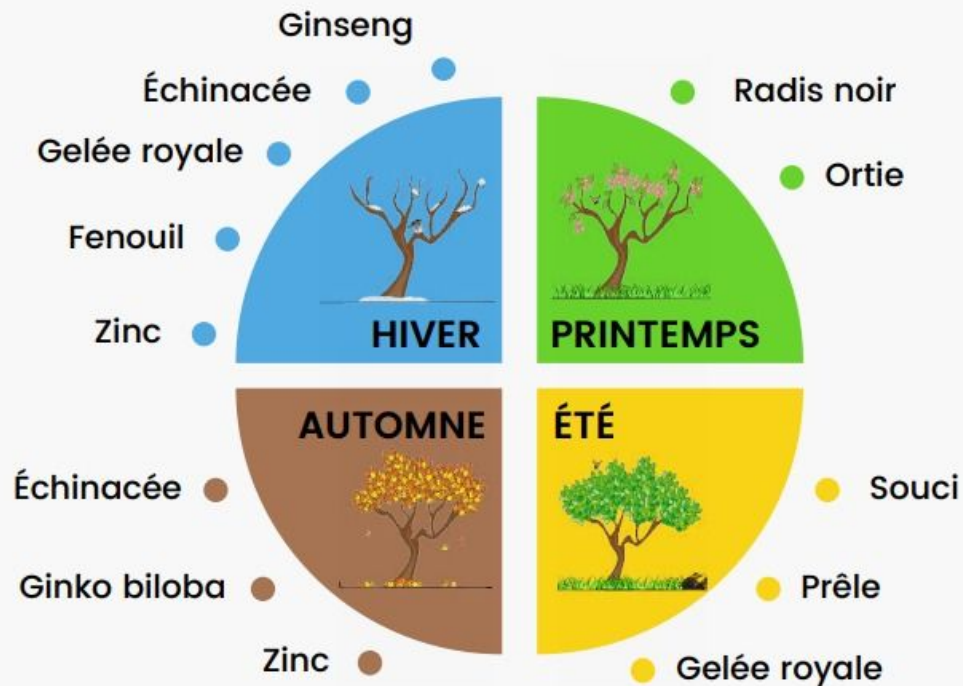 Ginseng
Échinacée
Gelée royale
Fenouil
Zinc
HIVER
Radis noir
Ortie
PRINTEMPS
AUTOMNE
Échinacée
Ginko biloba
Zinc
ÉTÉ
Souci
Prêle
Gelée royale